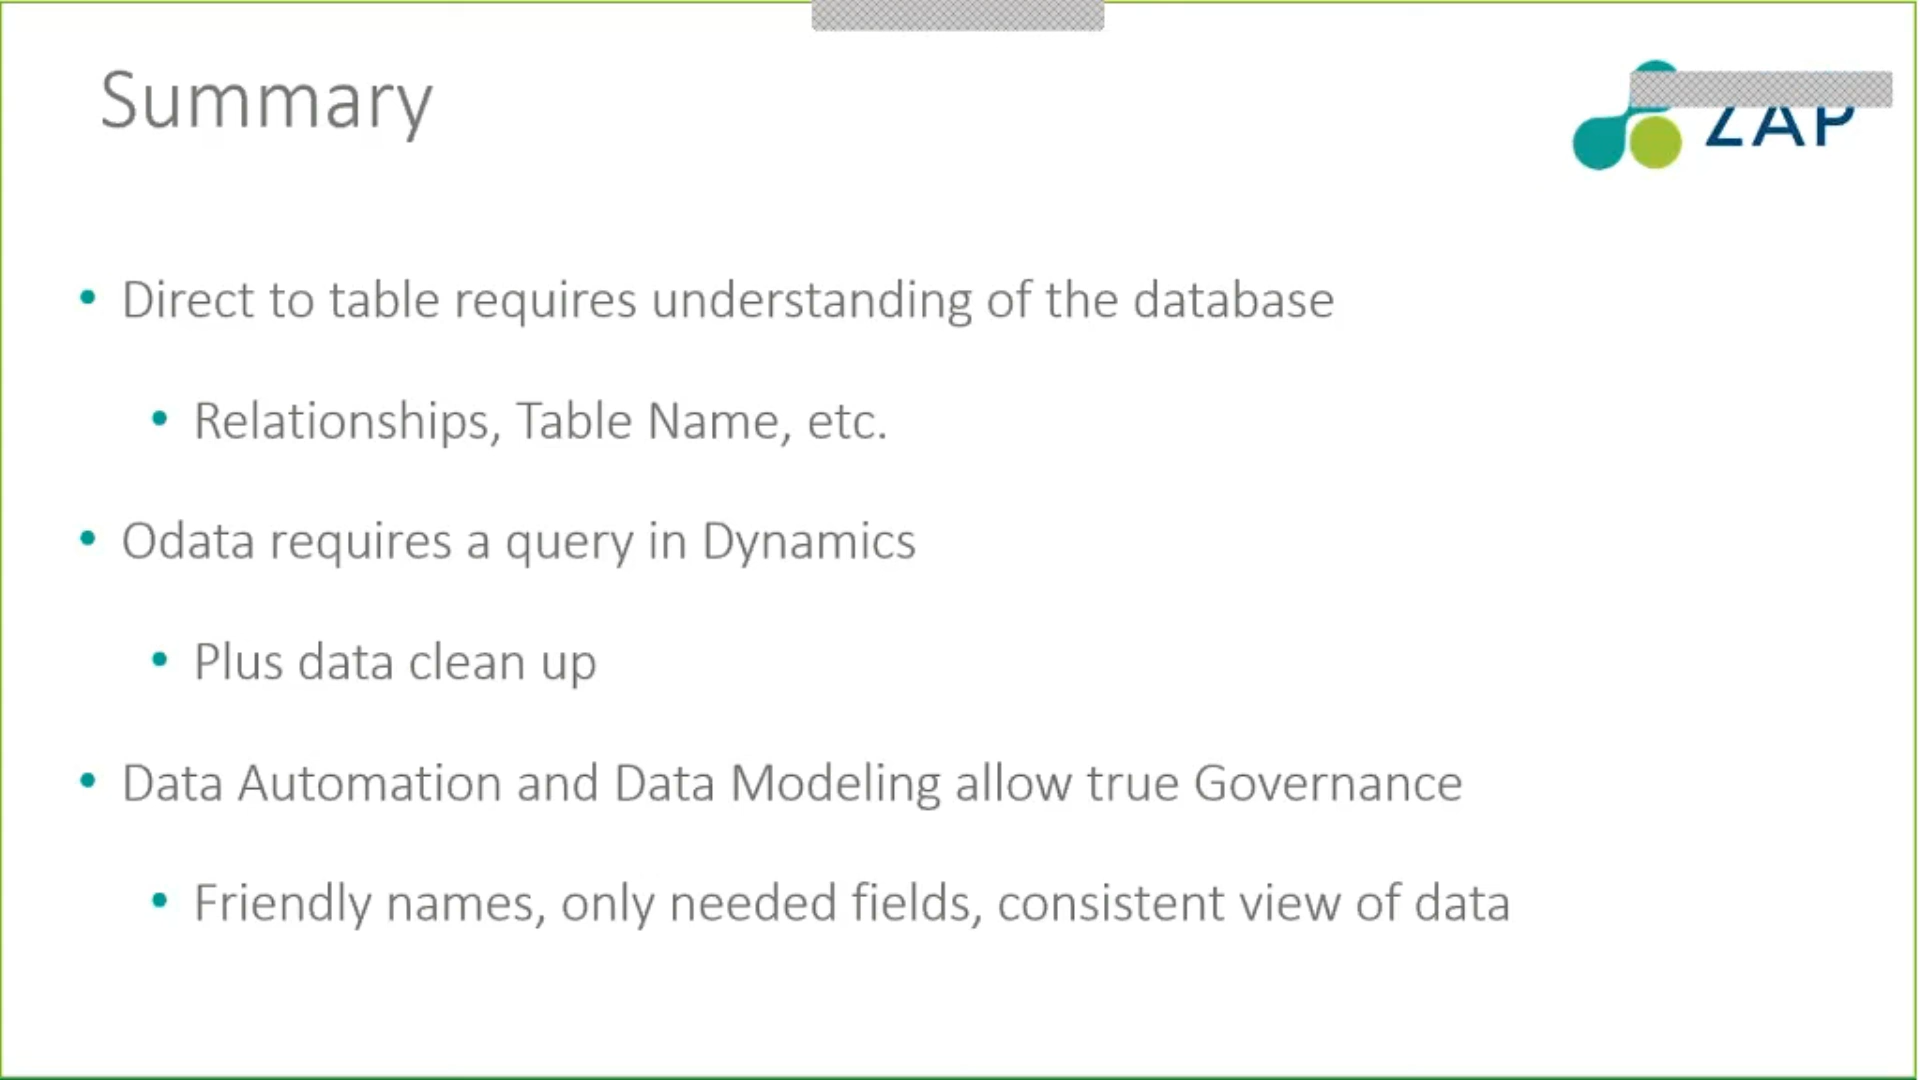 Summary
ZAP
• Direct to table requires understanding of the database
• Relationships, Table Name, etc.
• Odata requires a query in Dynamics
• Plus data clean up
• Data Automation and Data Modeling allow true Governance
• Friendly names, only needed fields, consistent view of data